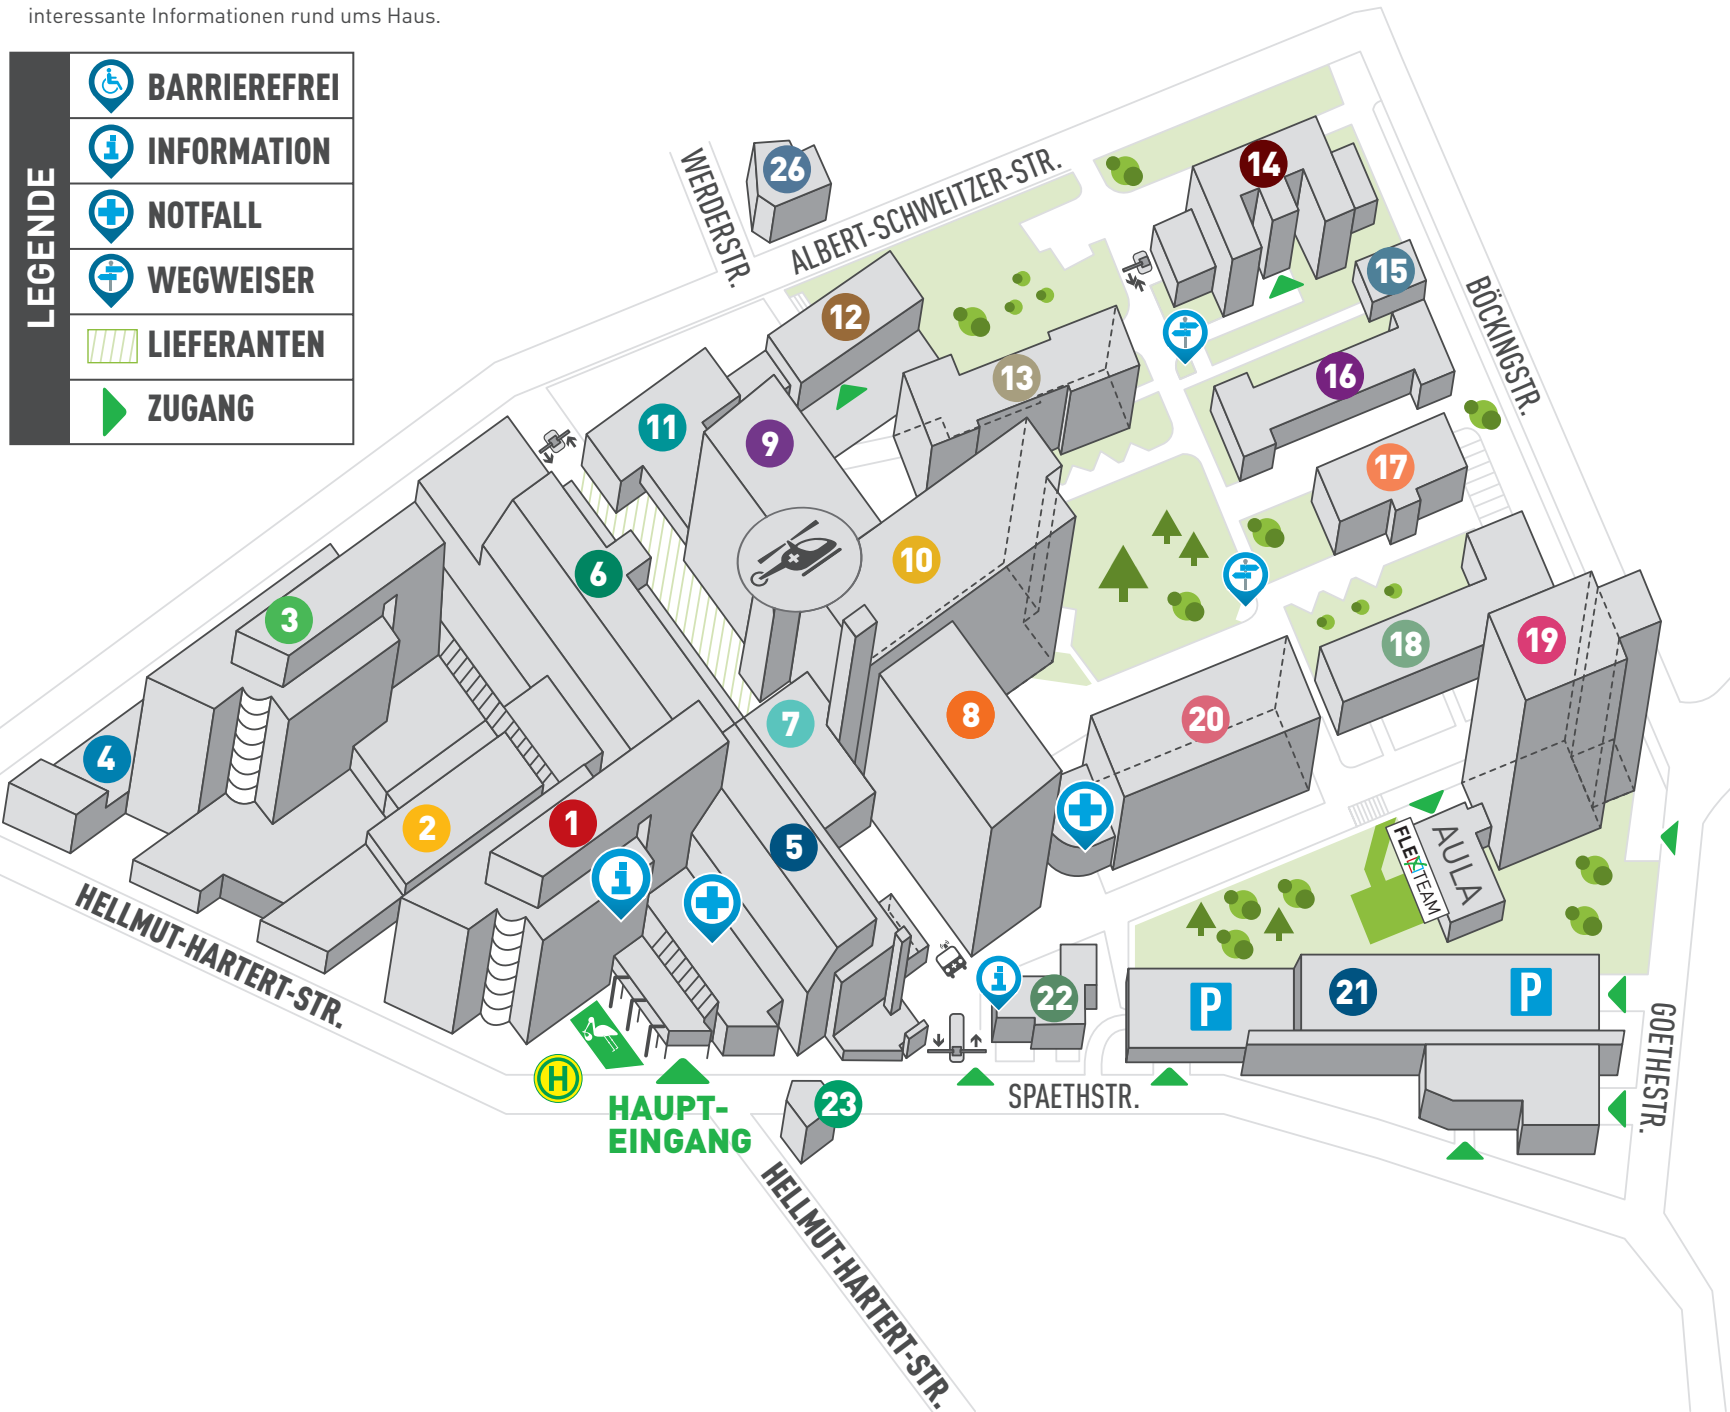 interessante Informationen rund ums Haus.
LEGENDE
BARRIEREFREI
INFORMATION
NOTFALL
WEGWEISER
LIEFERANTEN
ZUGANG
WERDERSTR.
26
ALBERT-SCHWEITZER-STR.
14
15
BÖCKINGSTR.
12
13
16
11
9
17
10
6
3
18
19
20
8
7
4
2
1
5
FLEXTEAM
AULA
HELLMUT-HARTERT-STR.
22
P
21
P
GOETHESTR.
H
HAUPT-
EINGANG
23
SPAETHSTR.
HELLMUT-HARTERT-STR.